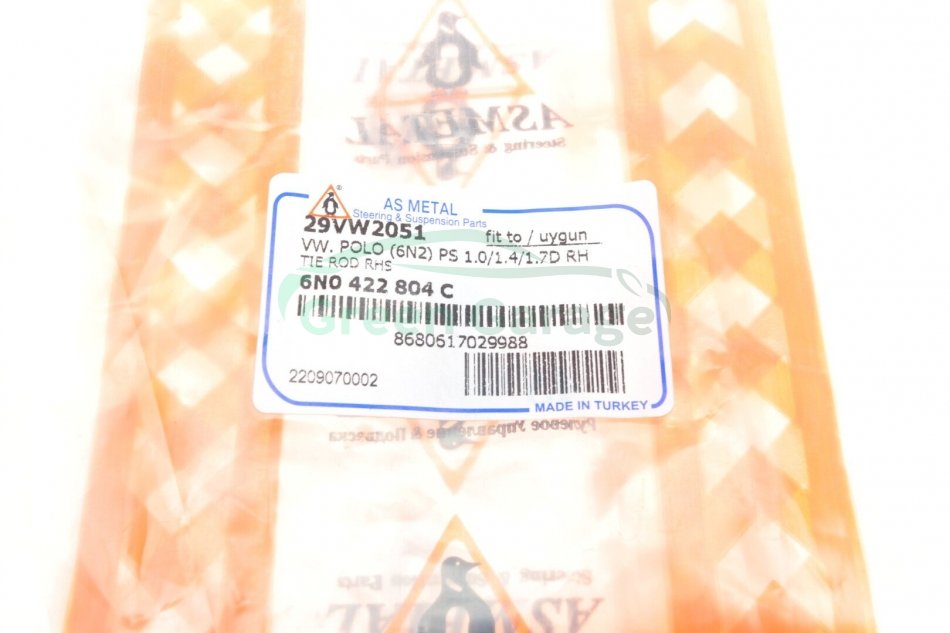 ASMETAL
Steering & Suspension Parts
®
AS METAL
Steering & Suspension Parts
29VW2051 fit to / uygun
VW. POLO (6N2) PS 1.0/1.4/1.7D RH
TIE ROD RHS
6N0 422 804 C
Green Garage
8680617029988
2209070002
MADE IN TURKEY
Рулевое Управление & Подвеска